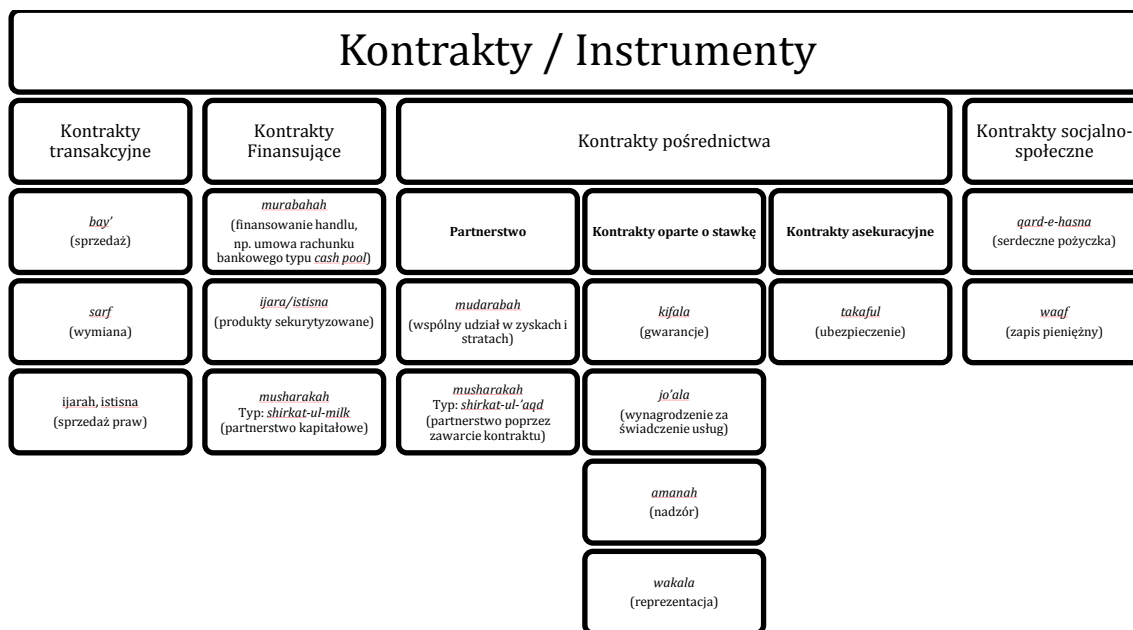 Kontrakty / Instrumenty
Kontrakty
transakcyjne
Kontrakty
Finansujące
Kontrakty pośrednictwa
Kontrakty socjalno-
społeczne
bay’
(sprzedaż)
murabahah
(finansowanie handlu,
np. umowa rachunku
bankowego typu cash pool)
Partnerstwo
Kontrakty oparte o stawkę
Kontrakty asekuracyjne
qard-e-hasna
(serdeczne pożyczka)
sarf
(wymiana)
ijara/istisna
(produkty sekurytyzowane)
mudarabah
(wspólny udział w zyskach i
stratach)
kifala
(gwarancje)
takaful
(ubezpieczenie)
waqf
(zapis pieniężny)
ijarah, istisna
(sprzedaż praw)
musharakah
Typ: shirkat-ul-milk
(partnerstwo kapitałowe)
musharakah
Typ: shirkat-ul-’aqd
(partnerstwo poprzez
zawarcie kontraktu)
jo’ala
(wynagrodzenie za
świadczenie usług)
amanah
(nadzór)
wakala
(reprezentacja)